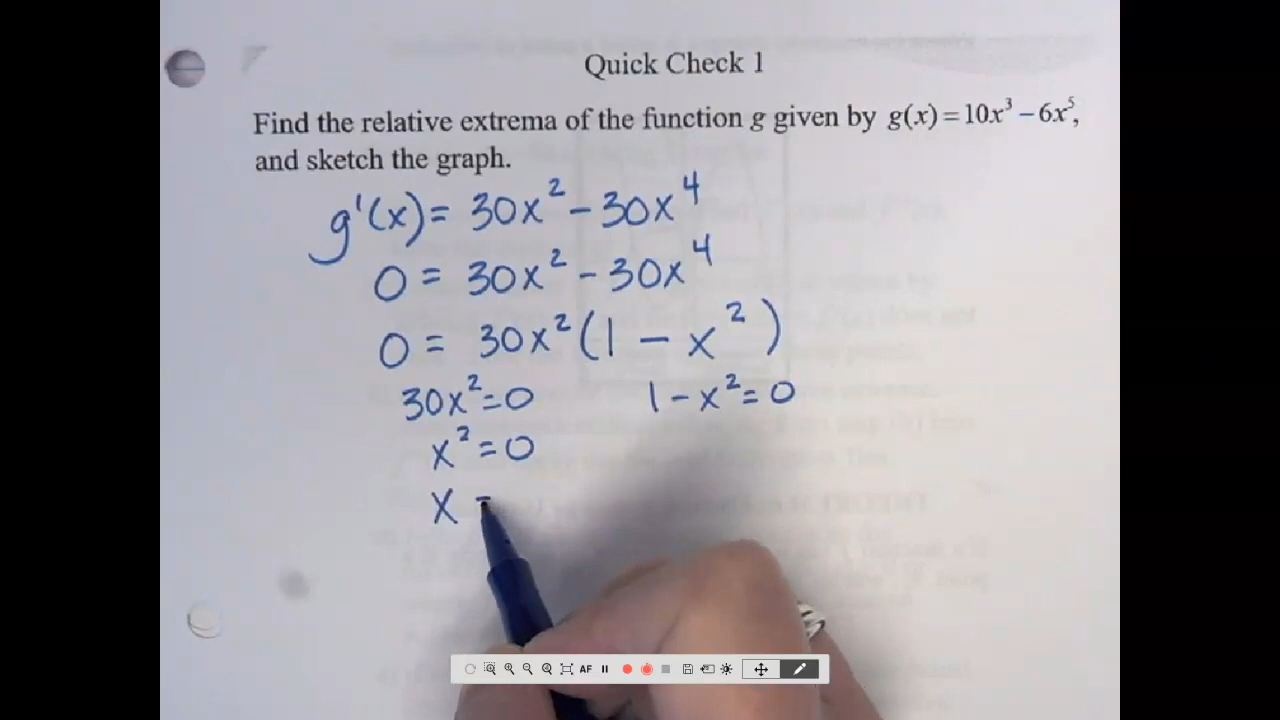 Quick Check 1
Find the relative extrema of the function g given by g(x)=10x³−6x⁵,
and sketch the graph.
g'(x)= 30x² − 30x⁴
0 = 30x² − 30x⁴
0 = 30x²(1 − x²)
30x²=0 1−x²=0
x²=0
x =
AF